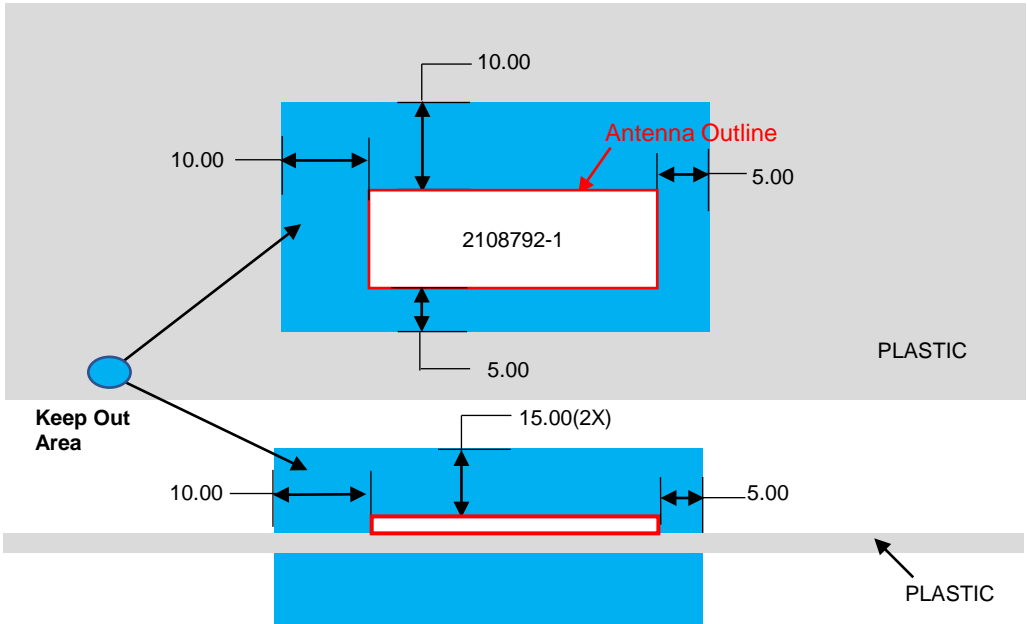 10.00
Antenna Outline
10.00
5.00
2108792-1
PLASTIC
5.00
Keep Out
Area
15.00(2X)
10.00
5.00
PLASTIC